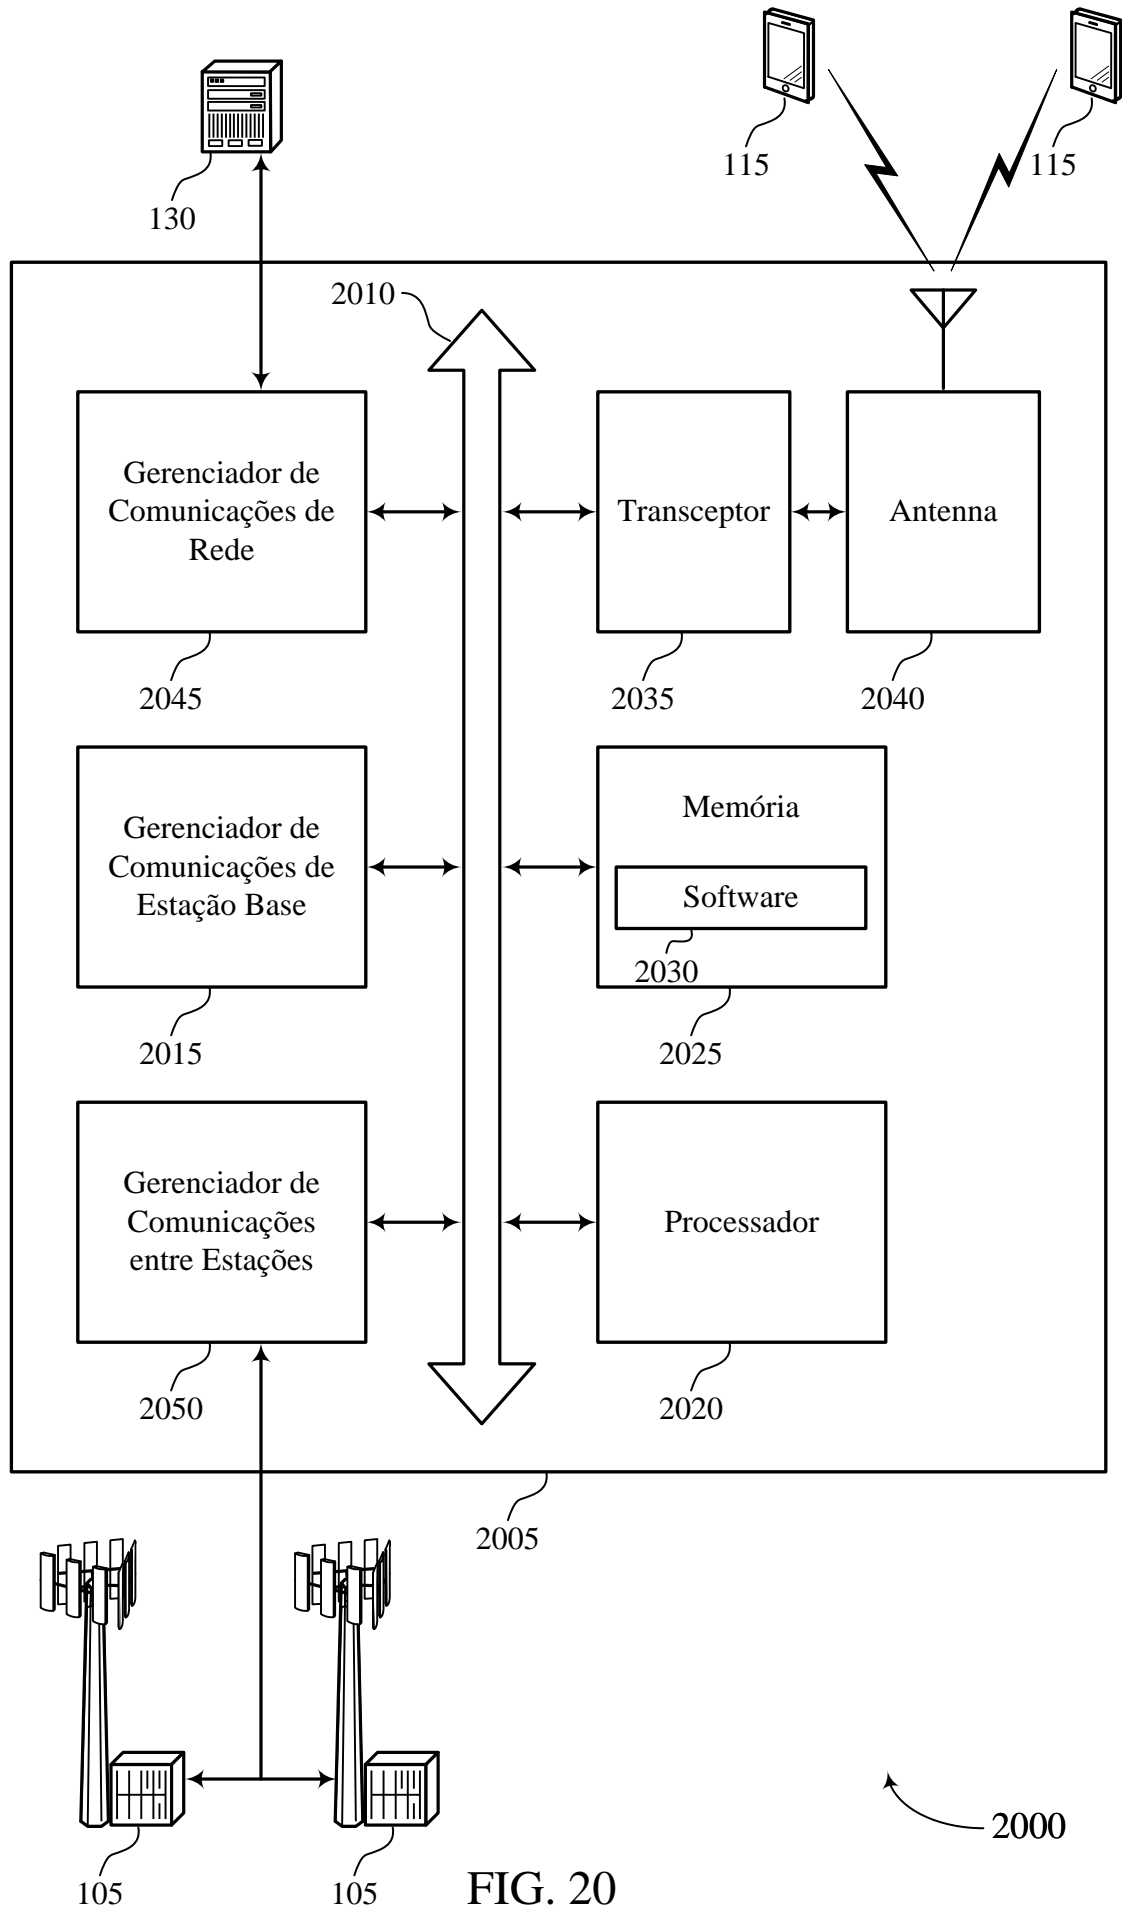 115
115
130
2010
Gerenciador de
Comunicações de
Rede
Transceptor
Antenna
2045
2035
2040
Gerenciador de
Comunicações de
Estação Base
Memória
Software
2030
2015
2025
Gerenciador de
Comunicações
entre Estações
Processador
2050
2020
2005
2000
105
105
FIG. 20